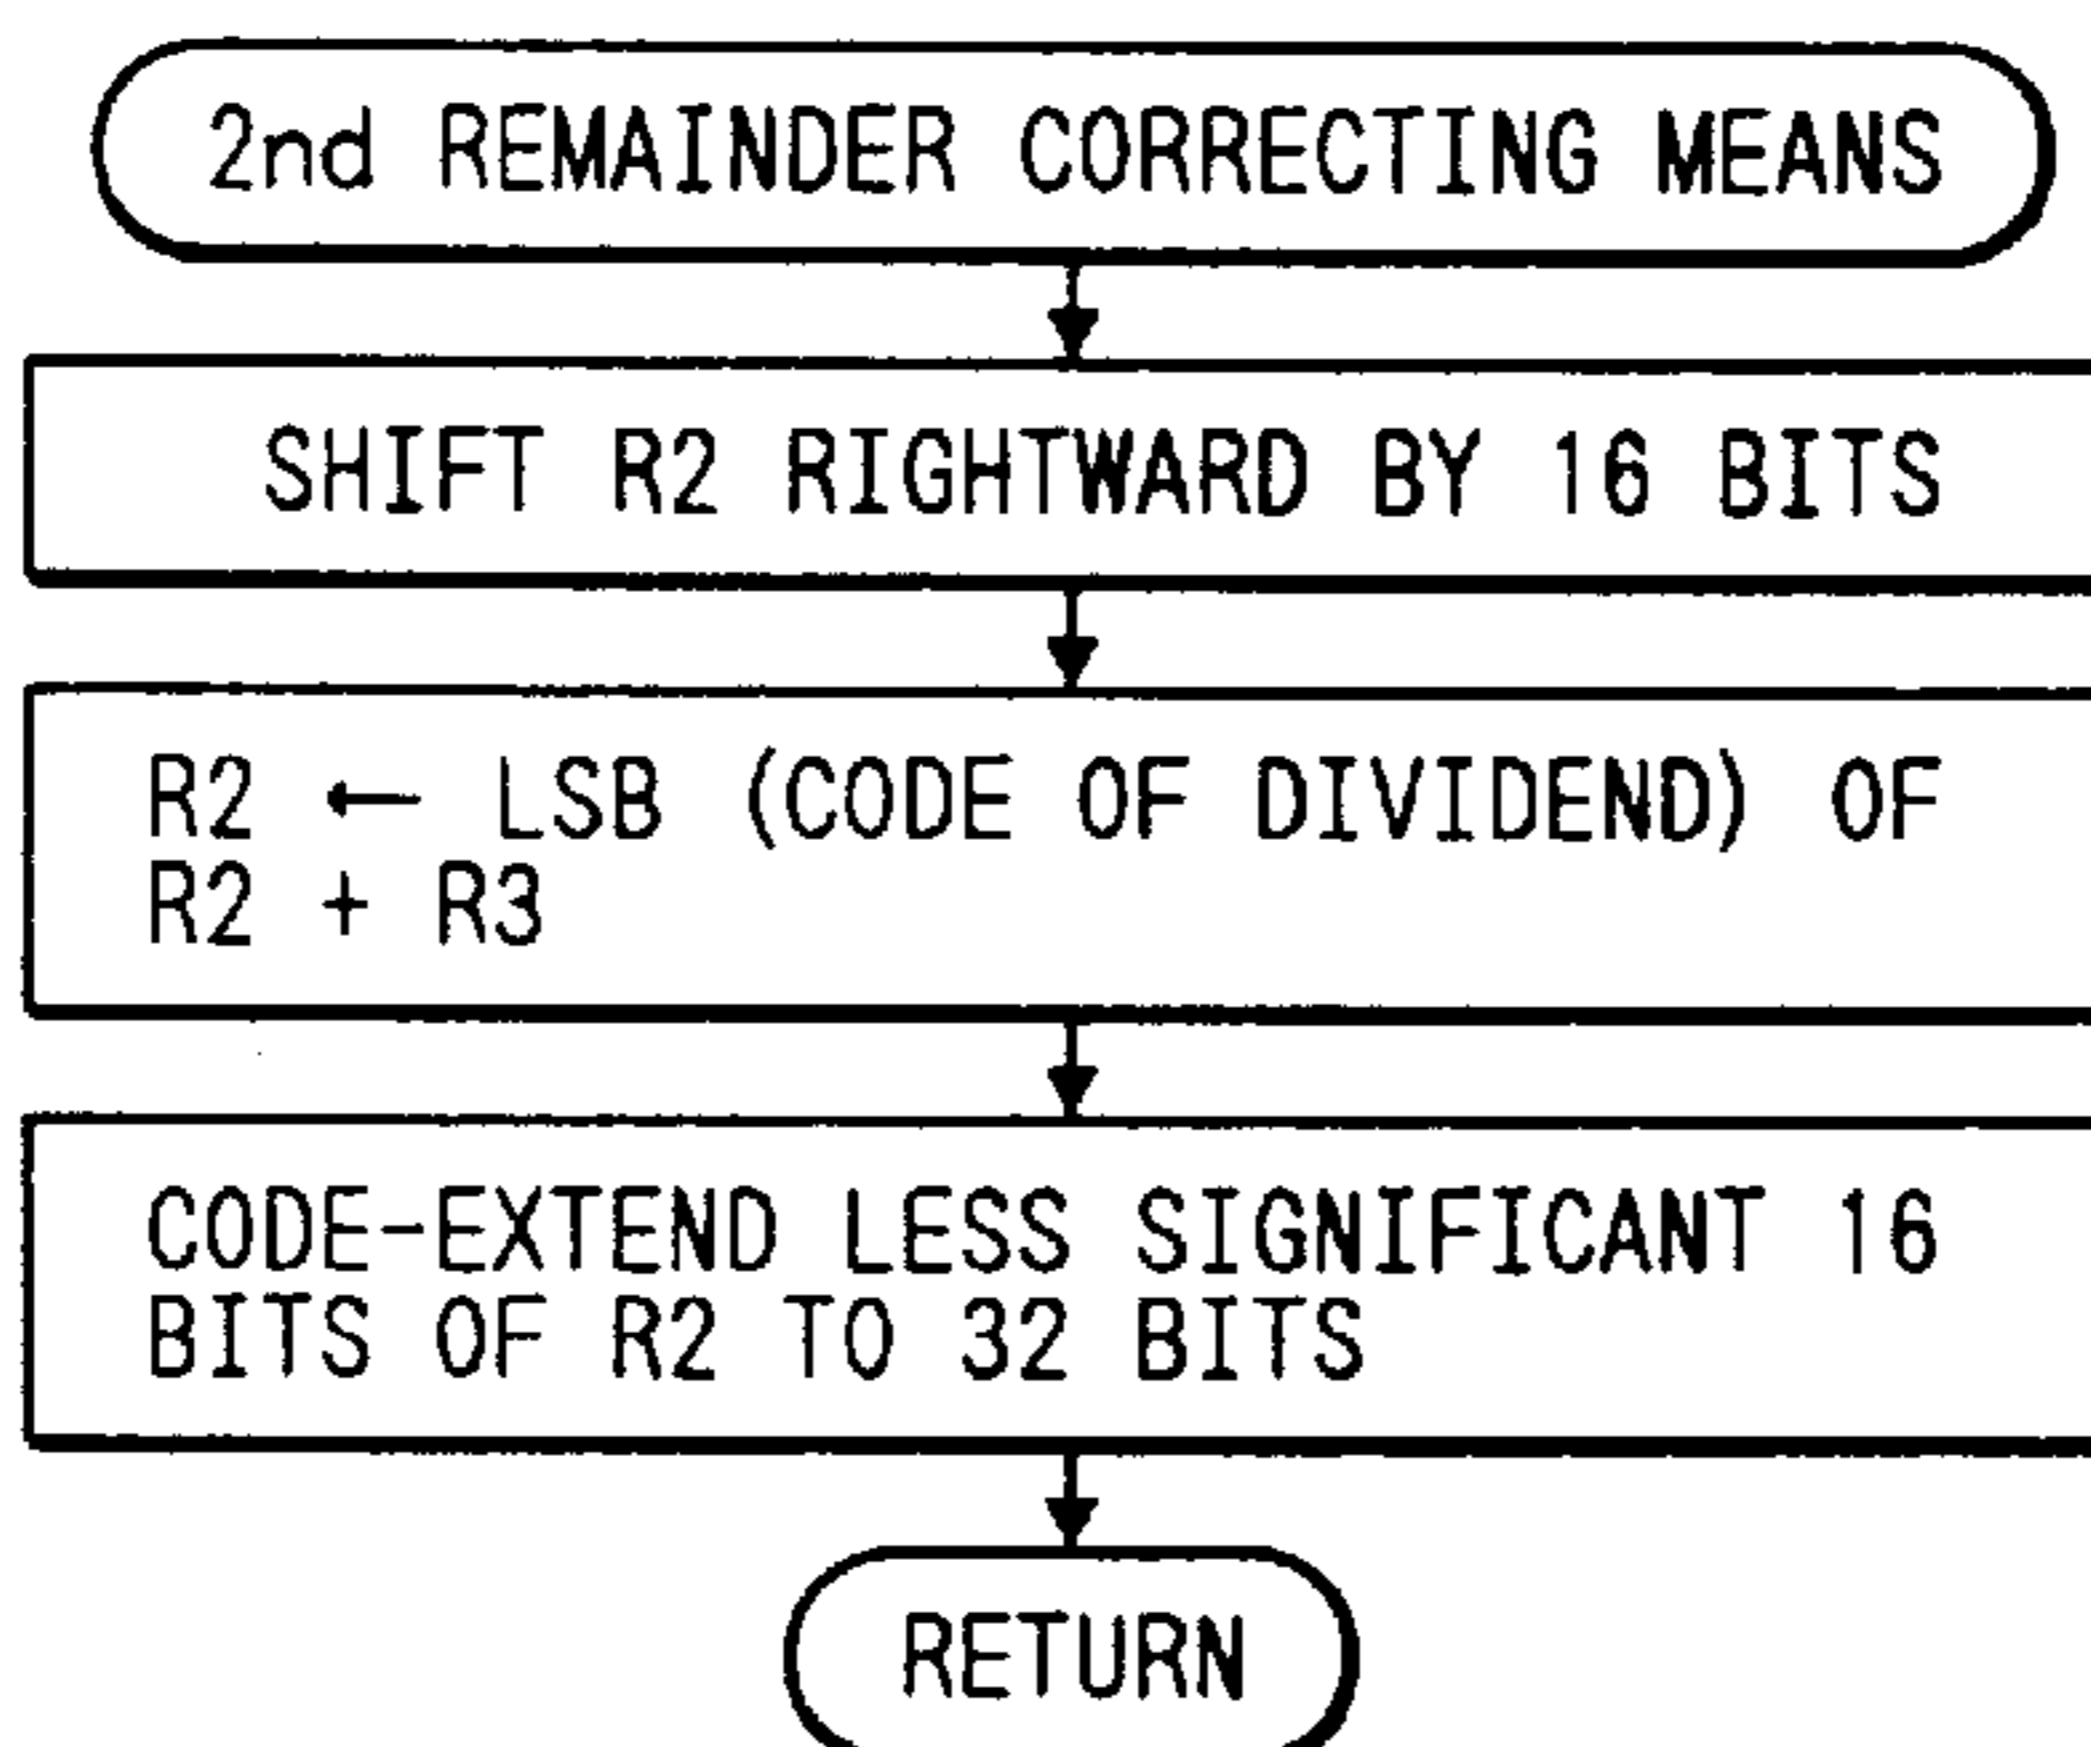 2nd REMAINDER CORRECTING MEANS
SHIFT R2 RIGHTWARD BY 16 BITS
R2 ← LSB (CODE OF DIVIDEND) OF
R2 + R3
CODE-EXTEND LESS SIGNIFICANT 16
BITS OF R2 TO 32 BITS
RETURN